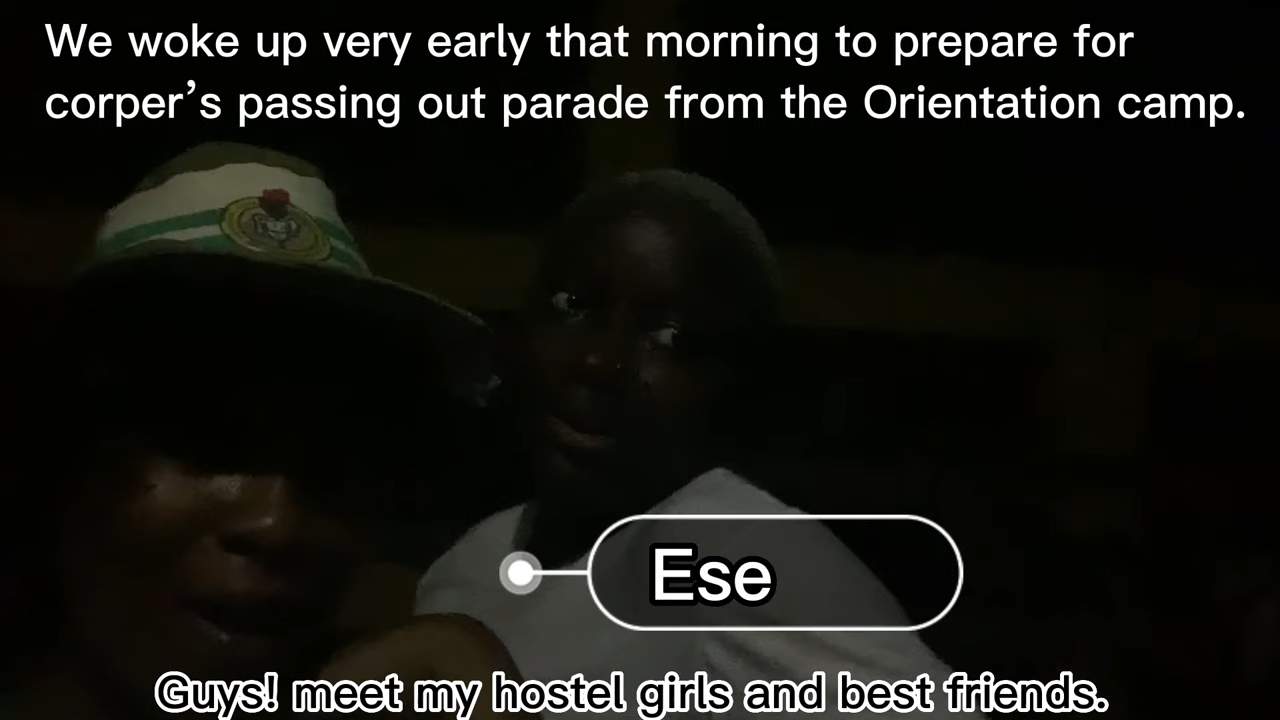 We woke up very early that morning to prepare for
corper’s passing out parade from the Orientation camp.
Ese
Guys! meet my hostel girls and best friends.